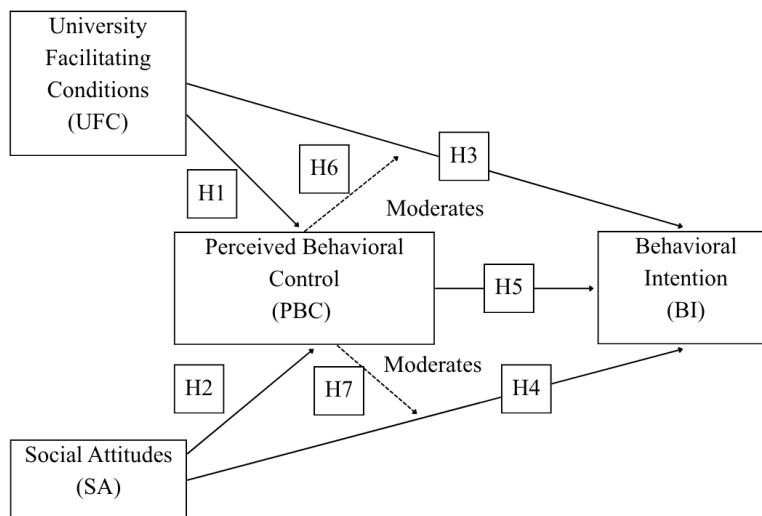 University
Facilitating
Conditions
(UFC)
H6
H3
H1
Moderates
Perceived Behavioral
Control
(PBC)
H5
Behavioral
Intention
(BI)
Moderates
H2
H7
H4
Social Attitudes
(SA)